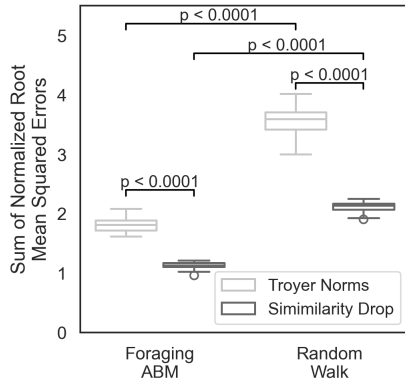 p < 0.0001
p < 0.0001
p < 0.0001
p < 0.0001
Sum of Normalized Root
Mean Squared Errors
5
4
3
2
1
0
Troyer Norms
Simimilarity Drop
Foraging
ABM
Random
Walk